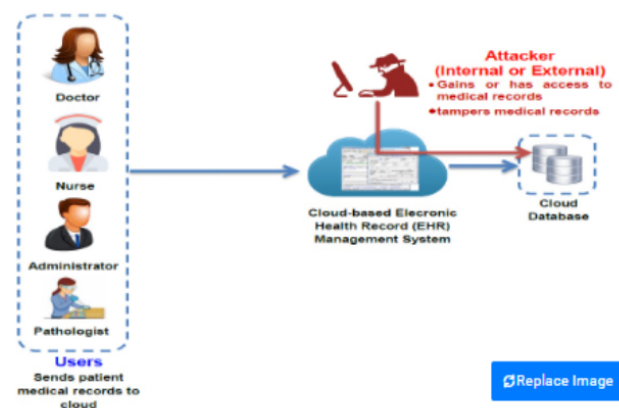 Doctor
Nurse
Administrator
Pathologist
Users
Sends patient
medical records to
cloud
Attacker
(Internal or External)
•Gains or has access to
medical records
•tampers medical records
Cloud-based Elecronic
Health Record (EHR)
Management System
Cloud
Database
Replace Image